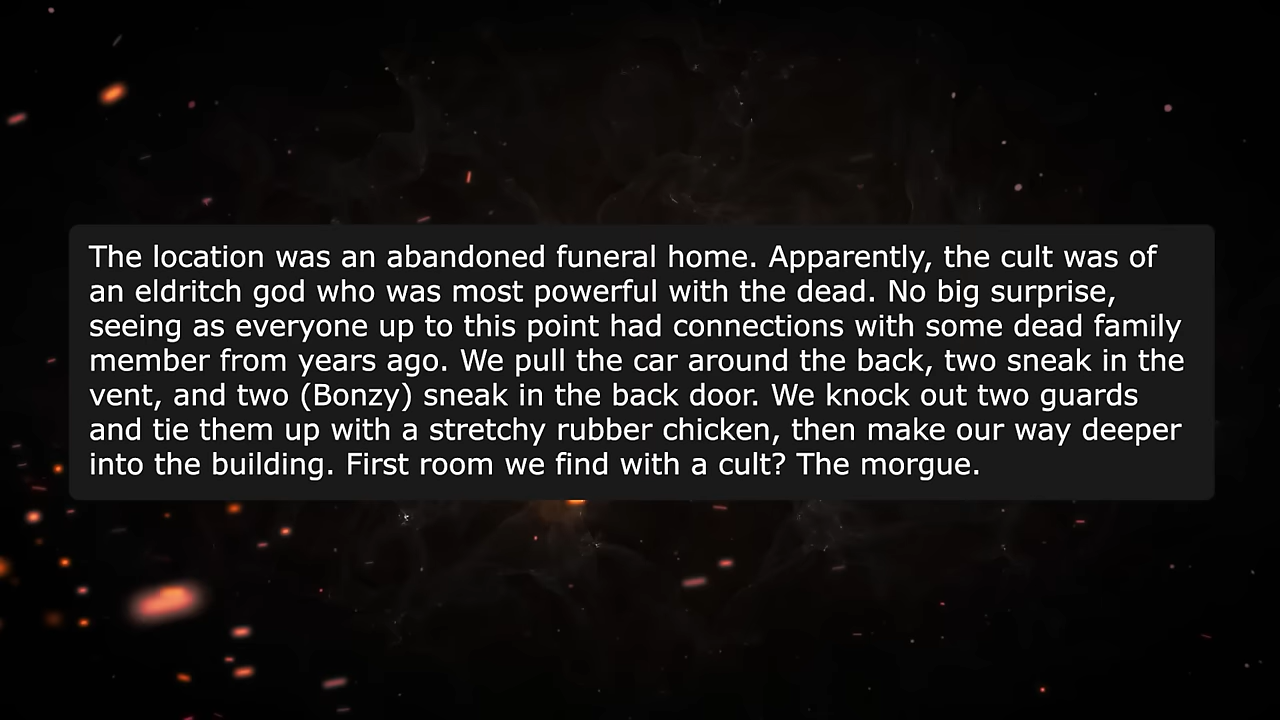 The location was an abandoned funeral home. Apparently, the cult was of
an eldritch god who was most powerful with the dead. No big surprise,
seeing as everyone up to this point had connections with some dead family
member from years ago. We pull the car around the back, two sneak in the
vent, and two (Bonzy) sneak in the back door. We knock out two guards
and tie them up with a stretchy rubber chicken, then make our way deeper
into the building. First room we find with a cult? The morgue.